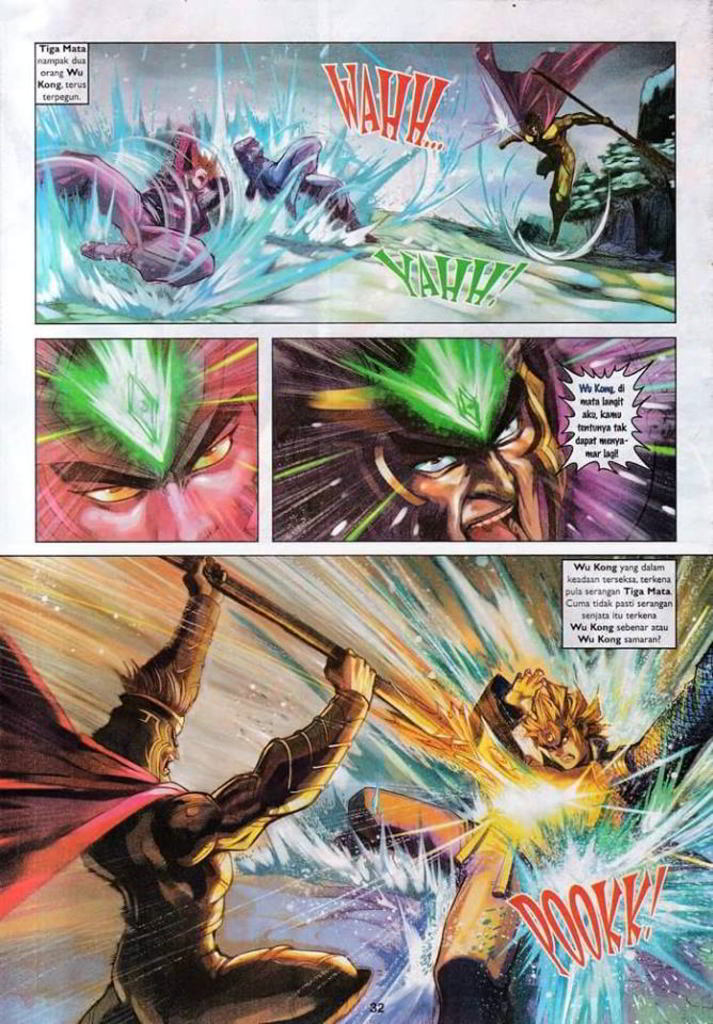 Tiga Mata
nampak dua
orang Wu
Kong, terus
terpegun.
WAHH...
YAHH!
Wu Kong, di
mata langit
aku, kamu
tentunya tak
dapat menya-
mar lagi!
Wu Kong yang dalam
keadaan terseksa, terkena
pula serangan Tiga Mata.
Cuma tidak pasti serangan
senjata itu terkena
Wu Kong sebenar atau
Wu Kong samaran?
POOKK!
32